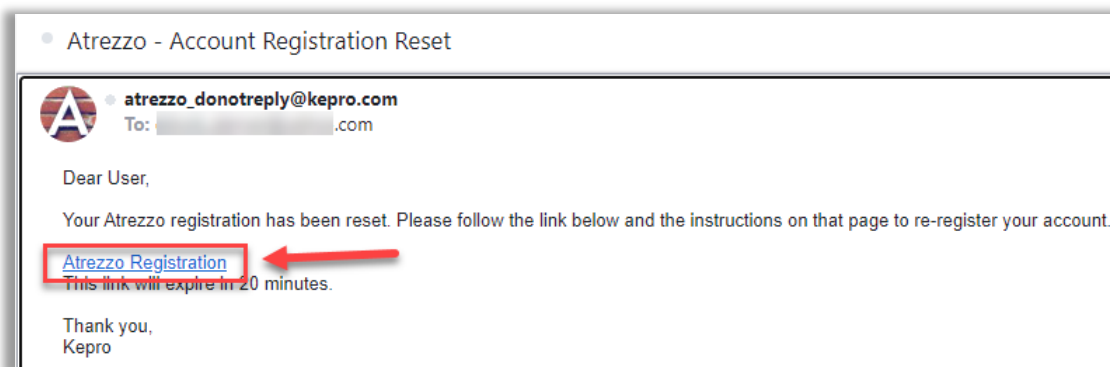 Atrezzo - Account Registration Reset
A
atrezzo_donotreply@kepro.com
To: .com
Dear User,
Your Atrezzo registration has been reset. Please follow the link below and the instructions on that page to re-register your account.
Atrezzo Registration
This link will expire in 20 minutes.
Thank you,
Kepro